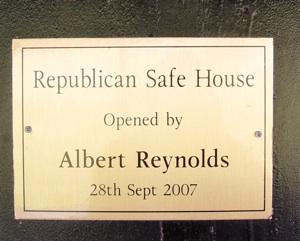 Republican Safe House
Opened by
Albert Reynolds
28th Sept 2007